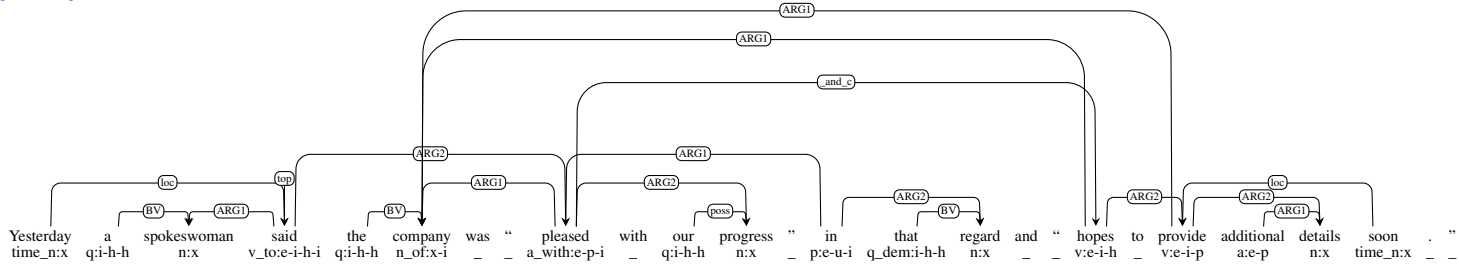 ARG1
ARG1
_and_c
ARG2 ARG1
loc top ARG1 ARG2 ARG2 ARG2 ARG2 loc
BV ARG1 BV poss BV ARG1
Yesterday a spokeswoman said the company was “ pleased with our progress ” in that regard and “ hopes to provide additional details soon . ”
time_n:x q:i-h-h n:x v_to:e-i-h-i q:i-h-h n_of:x-i _ _ a_with:e-p-i _ q:i-h-h n:x _ p:e-u-i q_dem:i-h-h n:x _ _ v:e-i-h _ v:e-i-p a:e-p n:x time_n:x _ _